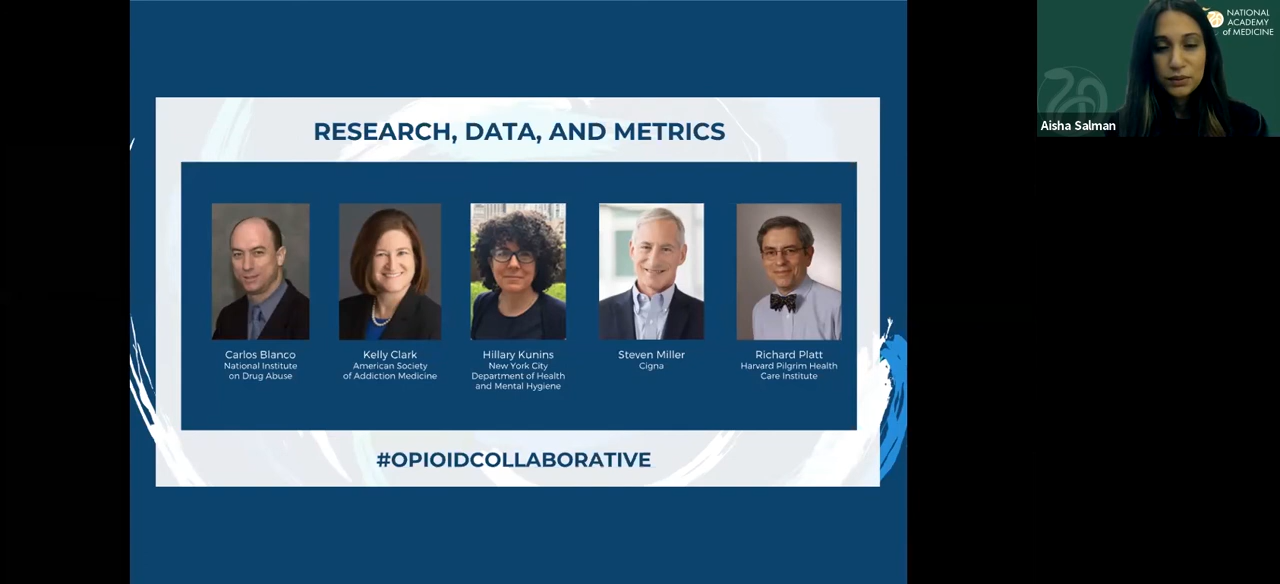 NATIONAL
ACADEMY
of MEDICINE
Aisha Salman
RESEARCH, DATA, AND METRICS
Carlos Blanco
National Institute
on Drug Abuse
Kelly Clark
American Society
of Addiction Medicine
Hillary Kunins
New York City
Department of Health
and Mental Hygiene
Steven Miller
Cigna
Richard Platt
Harvard Pilgrim Health
Care Institute
#OPIOIDCOLLABORATIVE